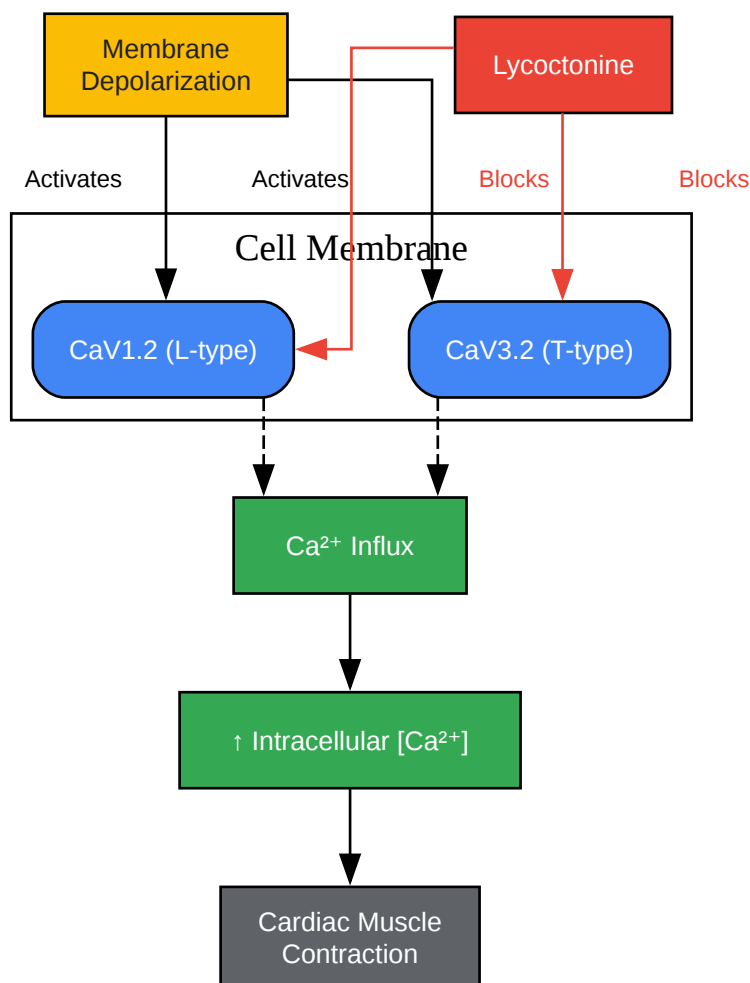 Membrane
Depolarization
Lycoctonine
Activates
Activates
Blocks
Blocks
Cell Membrane
CaV1.2 (L-type)
CaV3.2 (T-type)
Ca²⁺ Influx
↑ Intracellular [Ca²⁺]
Cardiac Muscle
Contraction